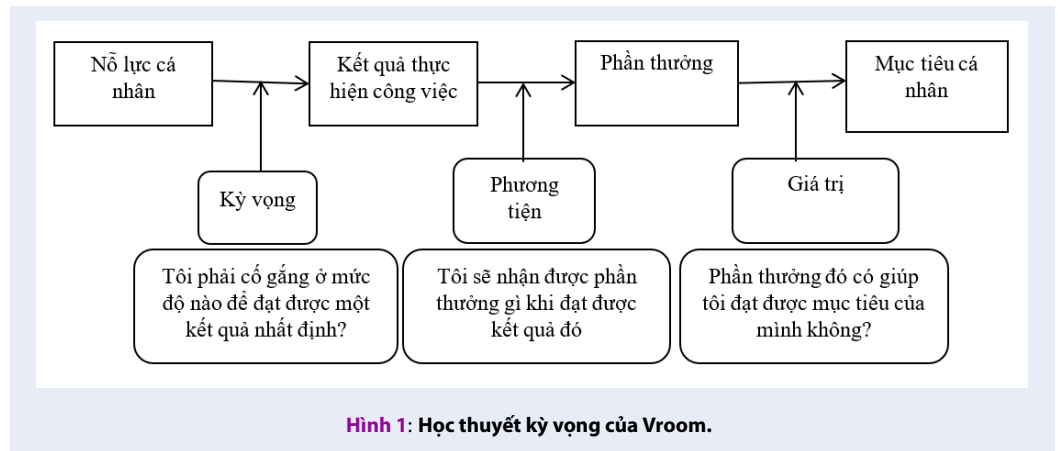 Nỗ lực cá
nhân
Kết quả thực
hiện công việc
Phần thưởng
Mục tiêu cá
nhân
Kỳ vọng
Phương
tiện
Giá trị
Tôi phải cố gắng ở mức
độ nào để đạt được một
kết quả nhất định?
Tôi sẽ nhận được phần
thưởng gì khi đạt được
kết quả đó
Phần thưởng đó có giúp
tôi đạt được mục tiêu của
mình không?
Hình 1: Học thuyết kỳ vọng của Vroom.